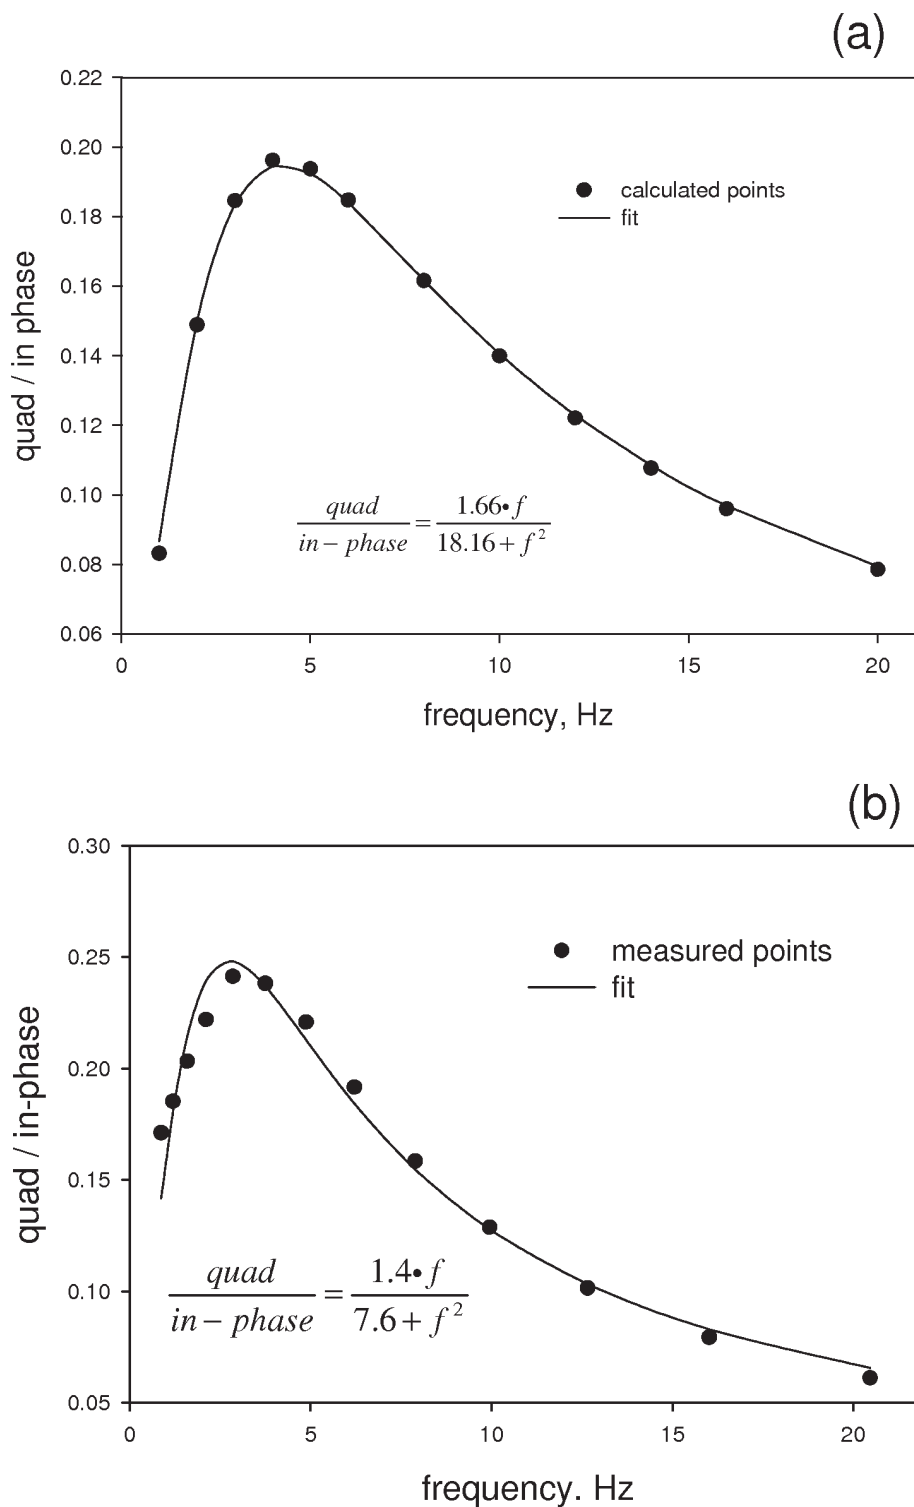 (a)
0.22
0.20
0.18
0.16
0.14
0.12
0.10
0.08
0.06
quad / in phase
calculated points
fit
quad / in – phase = 1.66•f / 18.16 + f²
0 5 10 15 20
frequency, Hz
(b)
0.30
0.25
0.20
0.15
0.10
0.05
quad / in-phase
measured points
fit
quad / in – phase = 1.4•f / 7.6 + f²
0 5 10 15 20
frequency. Hz